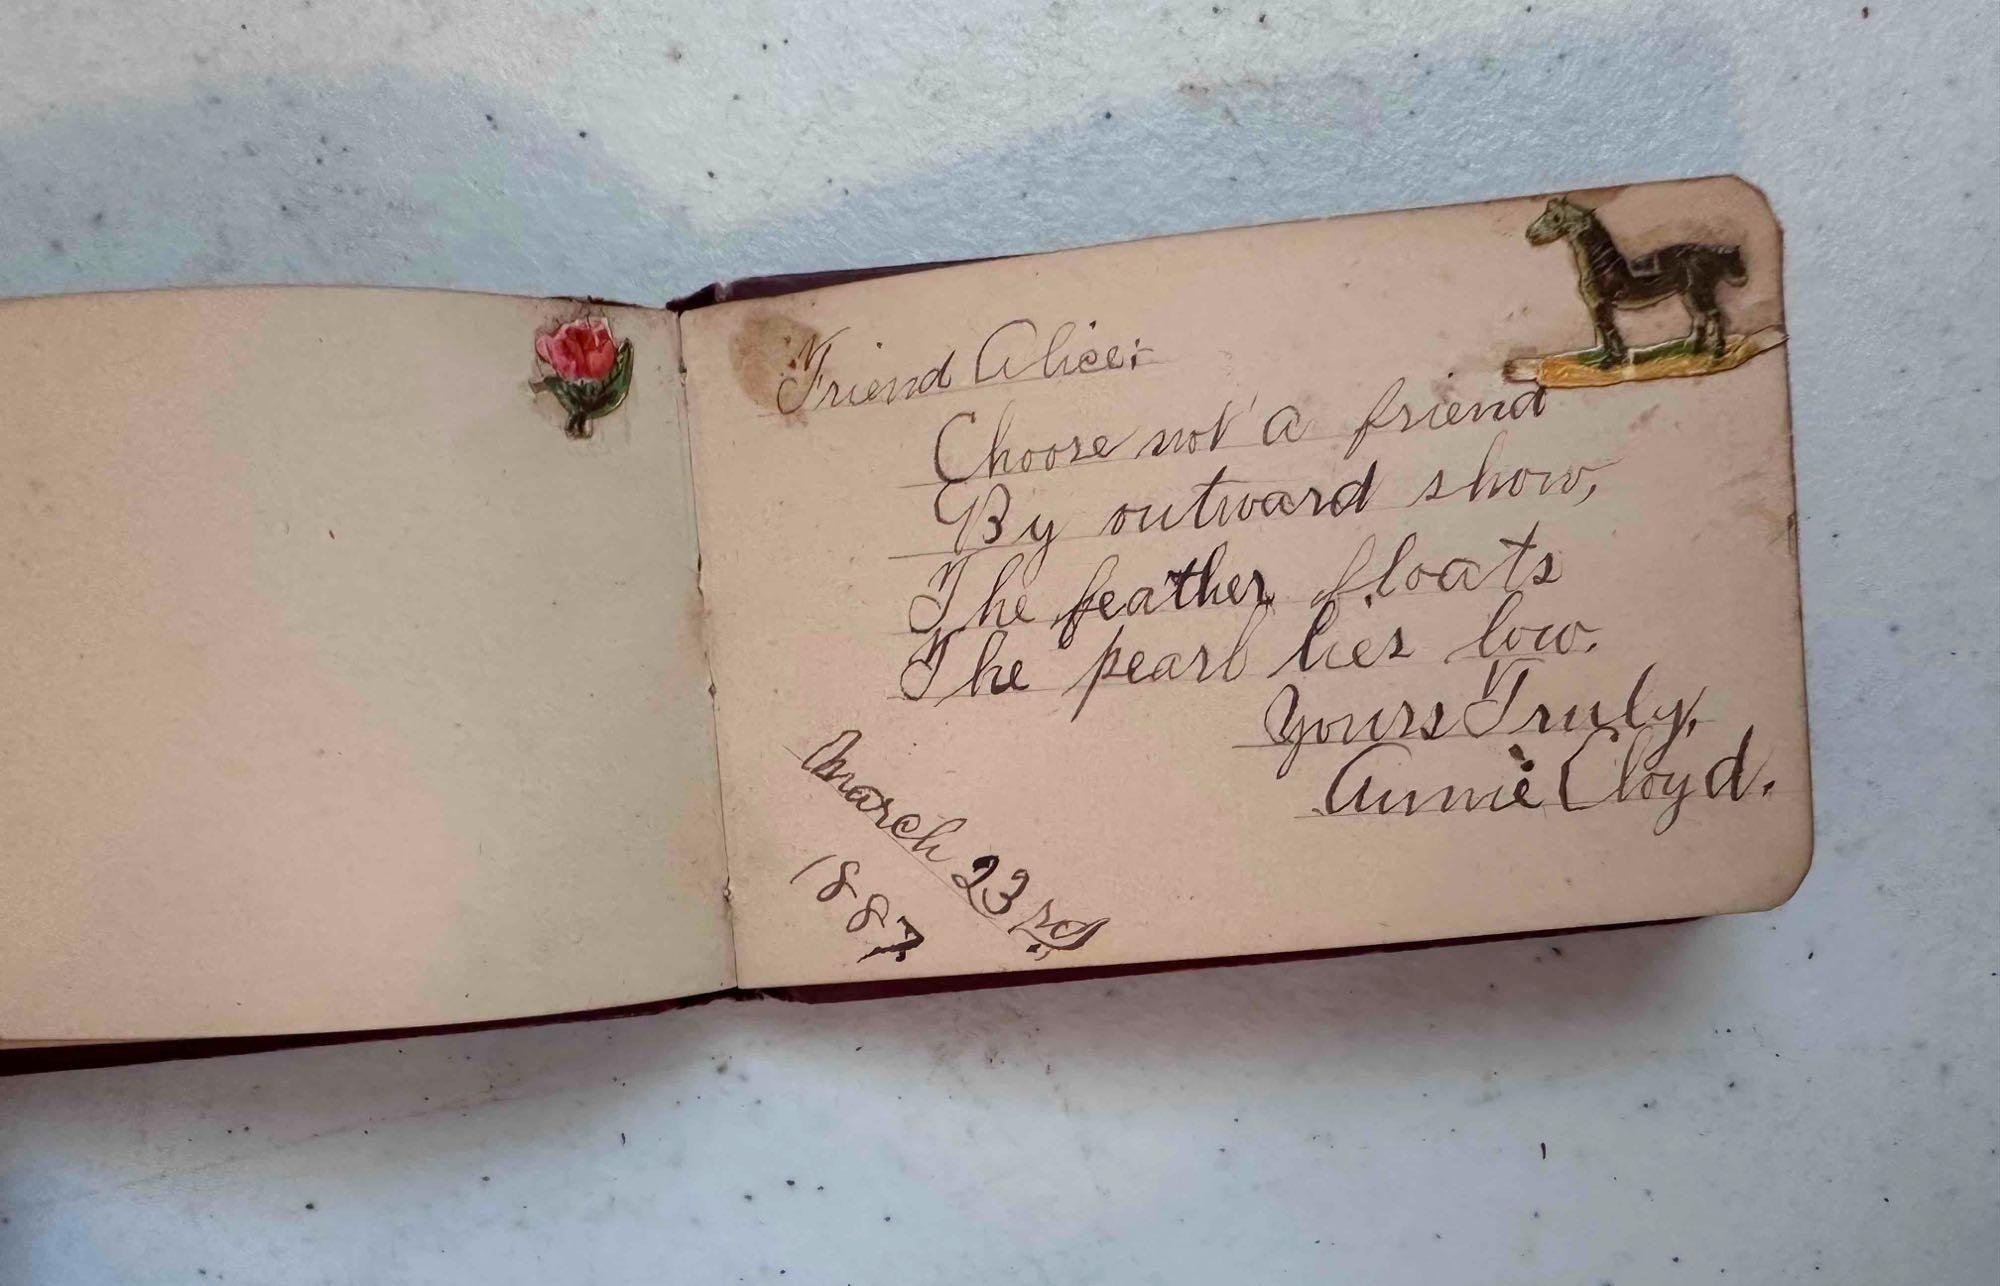 Friend Alice:
Choose not a friend
By outward show,
The feather floats
The pearl lies low.
Yours Truly,
Annie Cloyd.
March 23rd,
1887.